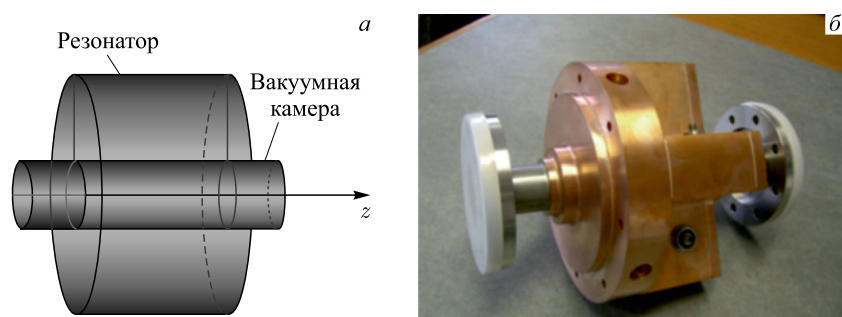 а
Резонатор
Вакуумная
камера
z
б